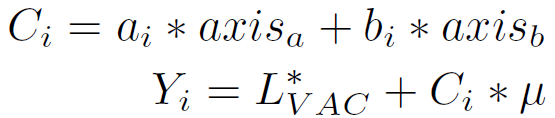 C_i = a_i * axis_a + b_i * axis_b
Y_i = L^*_{VAC} + C_i * μ